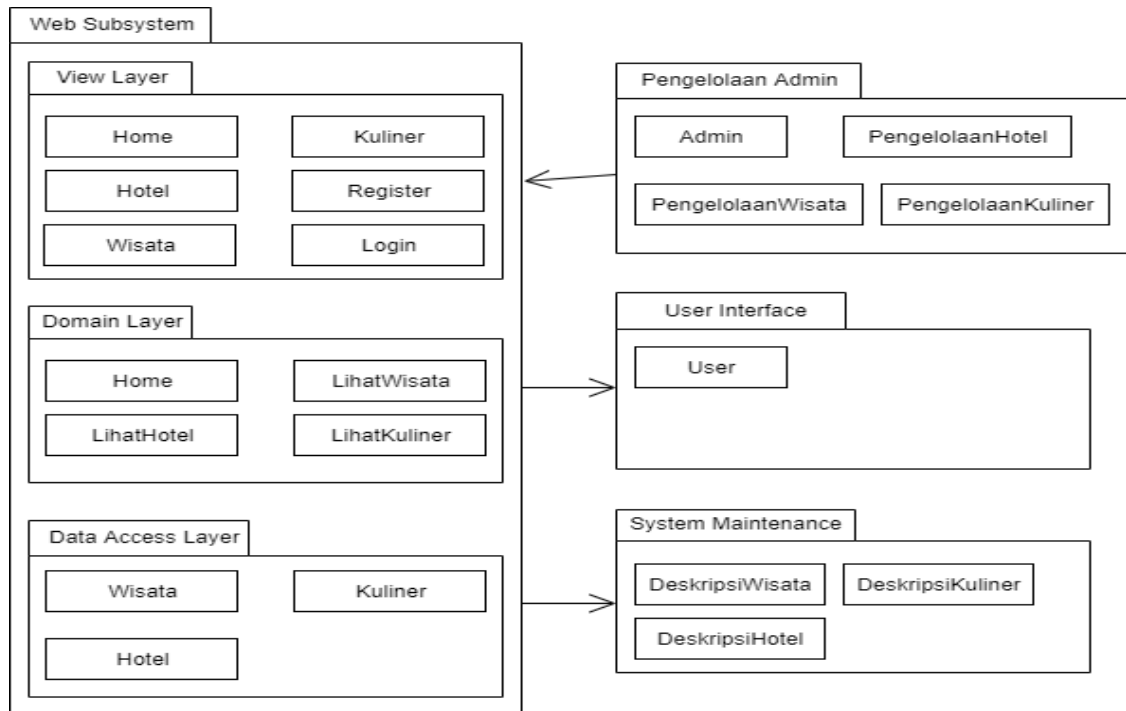 Web Subsystem
View Layer
Home
Kuliner
Hotel
Register
Wisata
Login
Domain Layer
Home
LihatWisata
LihatHotel
LihatKuliner
Data Access Layer
Wisata
Kuliner
Hotel
Pengelolaan Admin
Admin
PengelolaanHotel
PengelolaanWisata
PengelolaanKuliner
User Interface
User
System Maintenance
DeskripsiWisata
DeskripsiKuliner
DeskripsiHotel